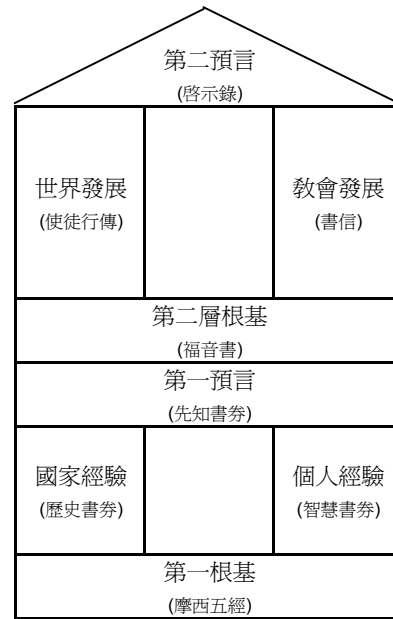 第二預言
(啓示錄)
世界發展
(使徒行傳)
教會發展
(書信)
第二層根基
(福音書)
第一預言
(先知書券)
國家經驗
(歷史書券)
個人經驗
(智慧書券)
第一根基
(摩西五經)